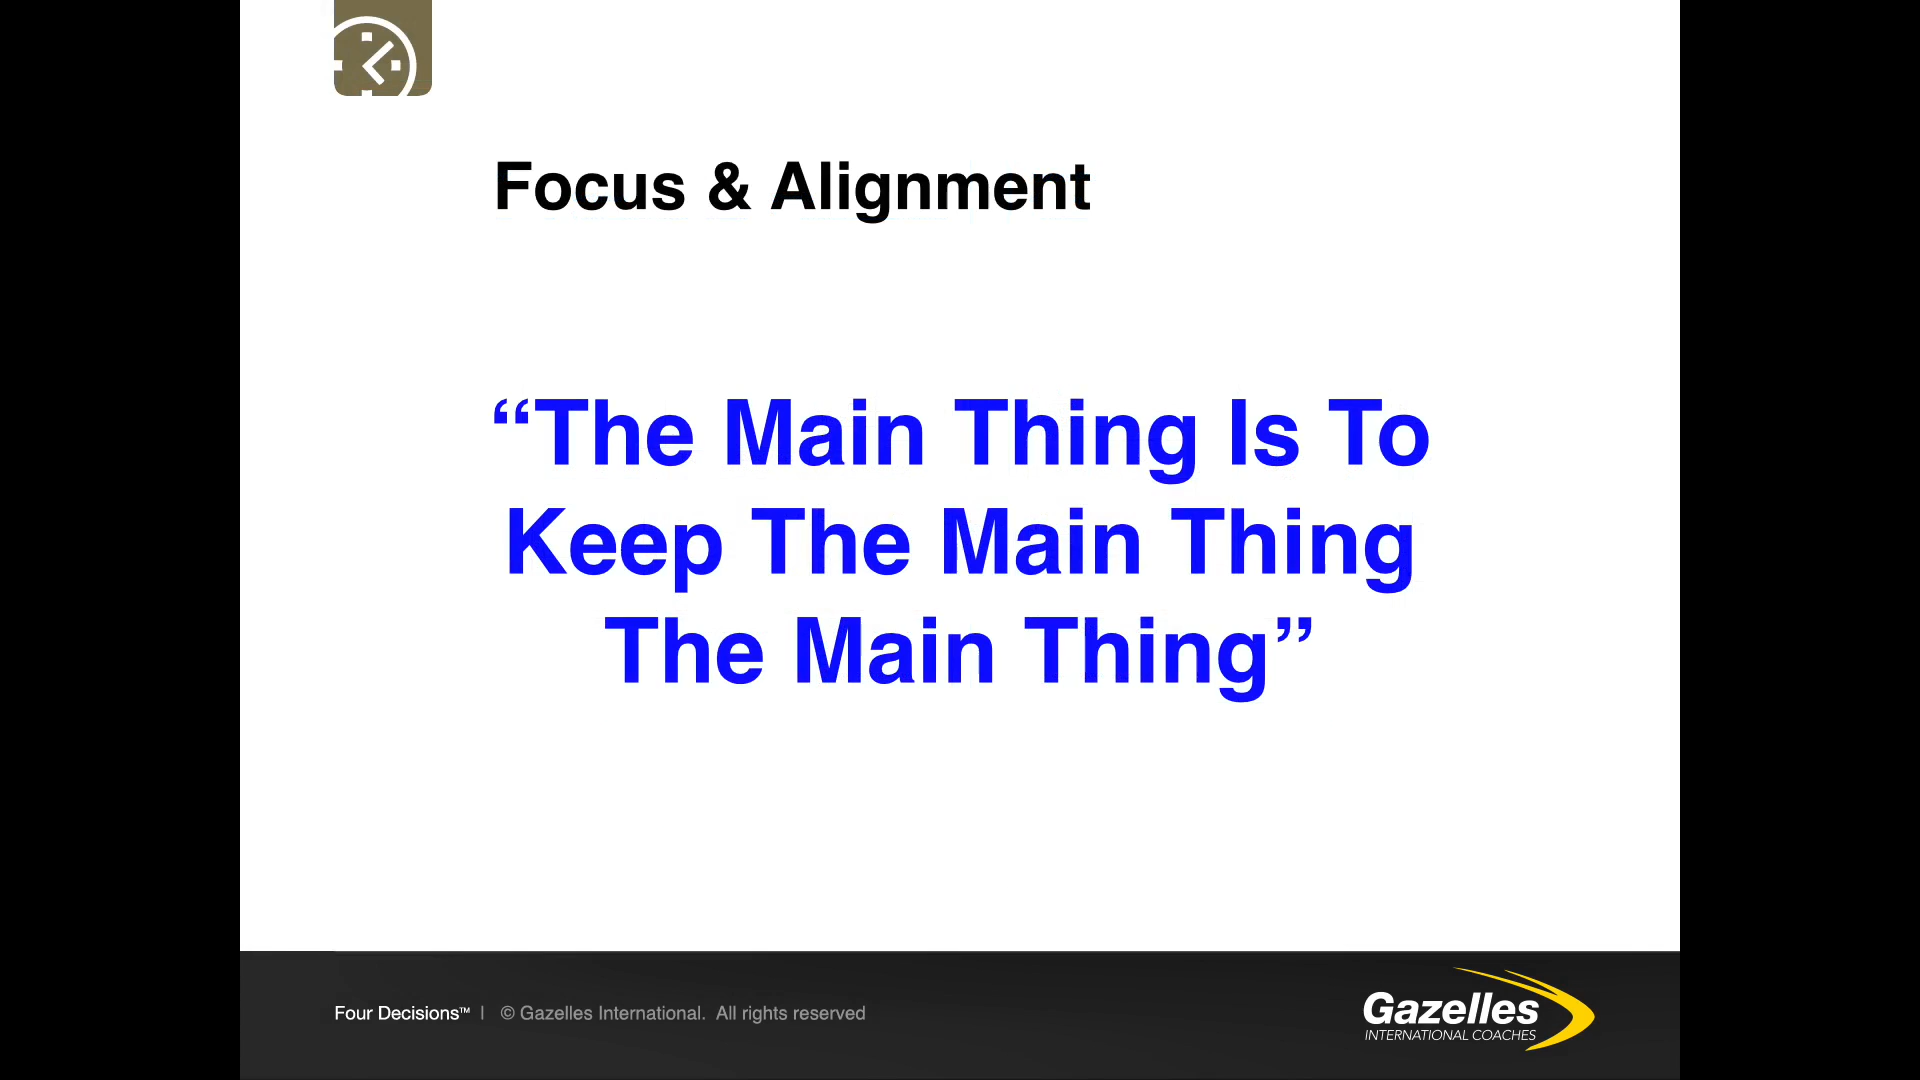 Focus & Alignment
“The Main Thing Is To
Keep The Main Thing
The Main Thing”
Four Decisions™ | © Gazelles International. All rights reserved
Gazelles
INTERNATIONAL COACHES